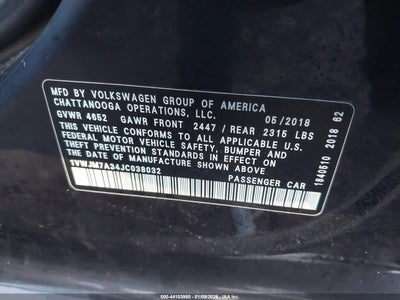 MFD BY VOLKSWAGEN GROUP OF AMERICA
CHATTANOOGA OPERATIONS, LLC. 05/2018
GVWR 4652 GAWR FRONT 2447 / REAR 2315 LBS
THIS VEHICLE CONFORMS TO ALL APPLICABLE U.S.
FEDERAL MOTOR VEHICLE SAFETY, BUMPER AND
THEFT PREVENTION STANDARDS IN EFFECT ON
THE DATE OF MANUFACTURE SHOWN ABOVE
PASSENGER CAR
1840510 2018 62
000-44103980 - 01/09/2026 - IAA Inc.